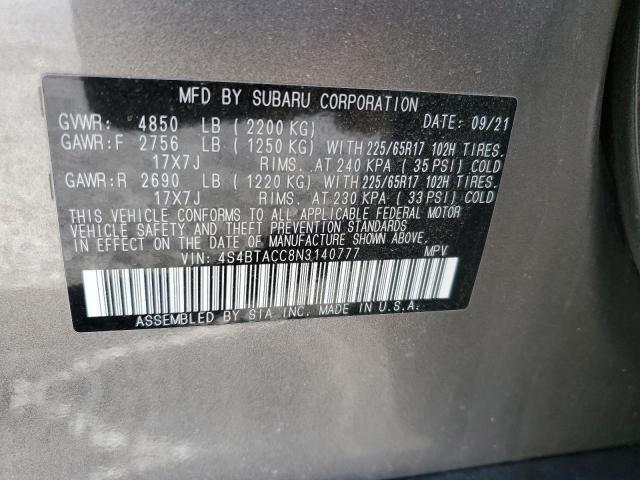 MFD BY SUBARU CORPORATION
GVWR: 4850 LB ( 2200 KG) DATE: 09/21
GAWR:F 2756 LB ( 1250 KG) WITH 225/65R17 102H TIRES.
17X7J RIMS. AT 240 KPA ( 35 PSI) COLD
GAWR:R 2690 LB ( 1220 KG) WITH 225/65R17 102H TIRES.
17X7J RIMS. AT 230 KPA ( 33 PSI) COLD
THIS VEHICLE CONFORMS TO ALL APPLICABLE FEDERAL MOTOR
VEHICLE SAFETY AND THEFT PREVENTION STANDARDS
IN EFFECT ON THE DATE OF MANUFACTURE SHOWN ABOVE.
VIN: 4S4BTACC8N3140777 MPV
ASSEMBLED BY SIA INC. MADE IN U.S.A.